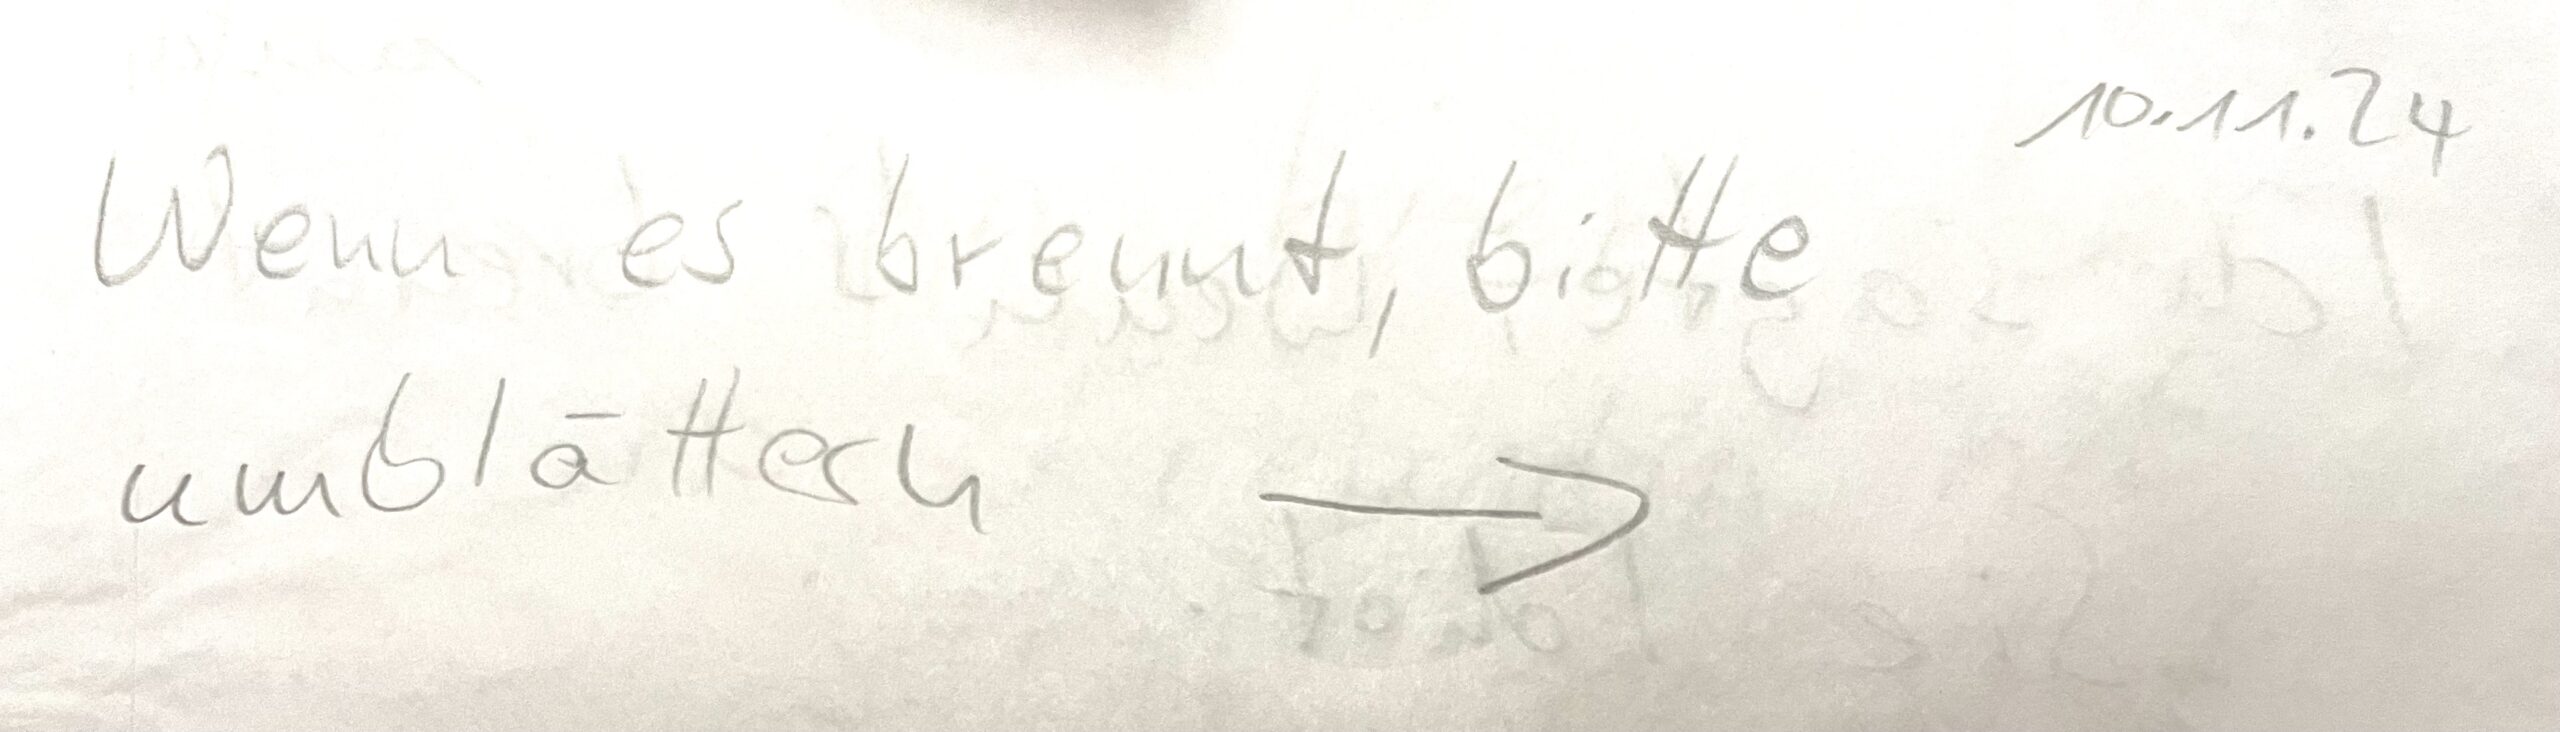 10.11.24
Wenn es brennt, bitte
umblättern →